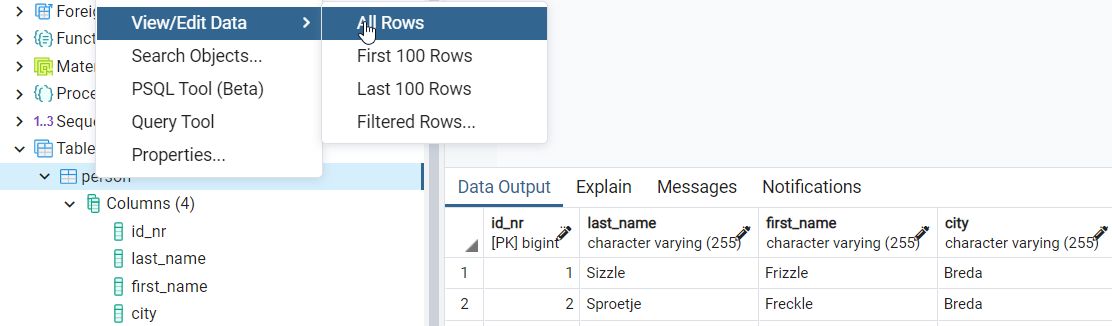 Foreig
View/Edit Data
All Rows
Funct
Search Objects...
First 100 Rows
Mater
PSQL Tool (Beta)
Last 100 Rows
Proce
Query Tool
Filtered Rows...
1..3 Seque
Properties...
Table
person
Columns (4)
id_nr
last_name
first_name
city
Data Output Explain Messages Notifications
id_nr last_name first_name city
[PK] bigint character varying (255) character varying (255) character varying (255)
1 1 Sizzle Frizzle Breda
2 2 Sproetje Freckle Breda